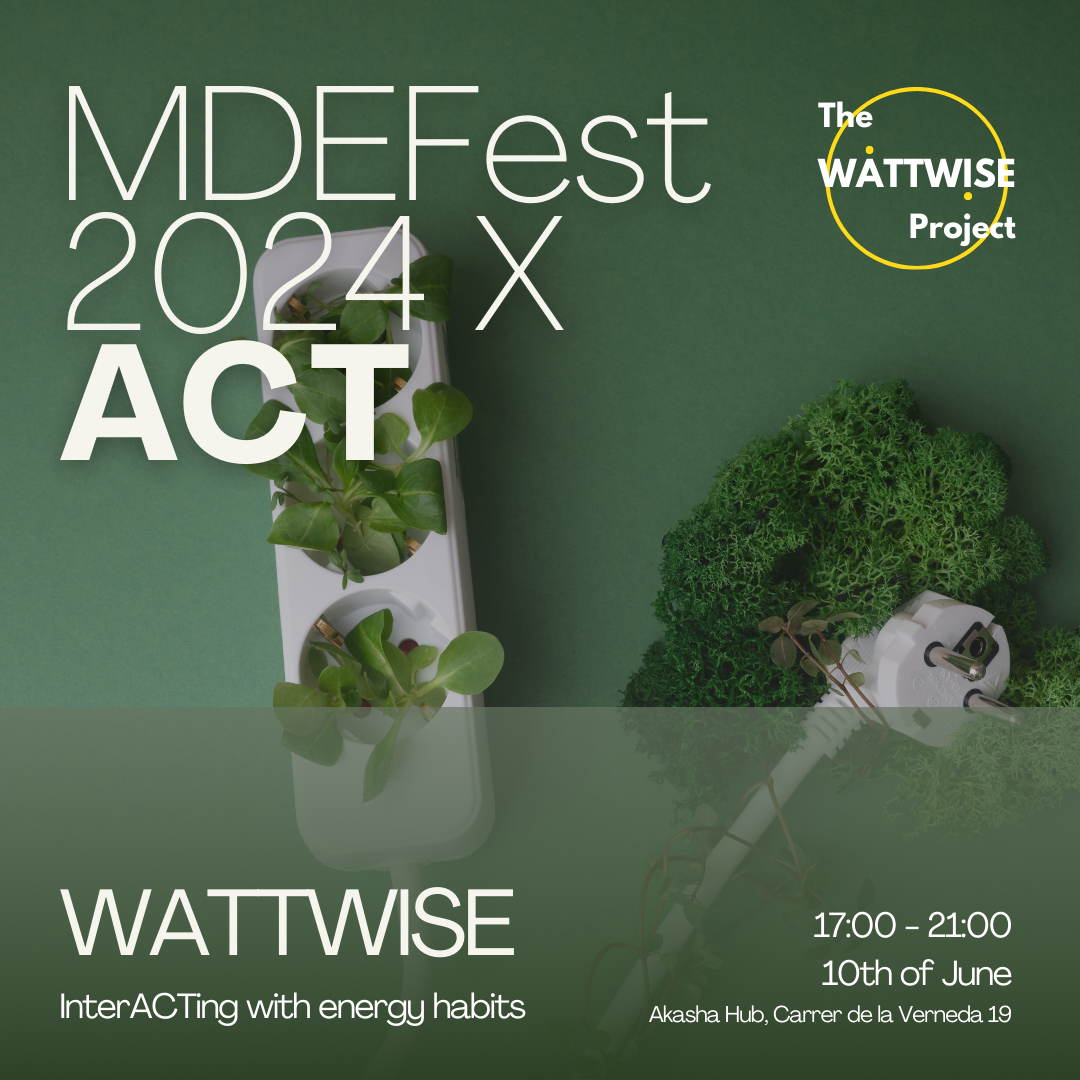 MDEFest
2024 X
ACT
The
WATTWISE
Project
WATTWISE
InterACTing with energy habits
17:00 - 21:00
10th of June
Akasha Hub, Carrer de la Verneda 19